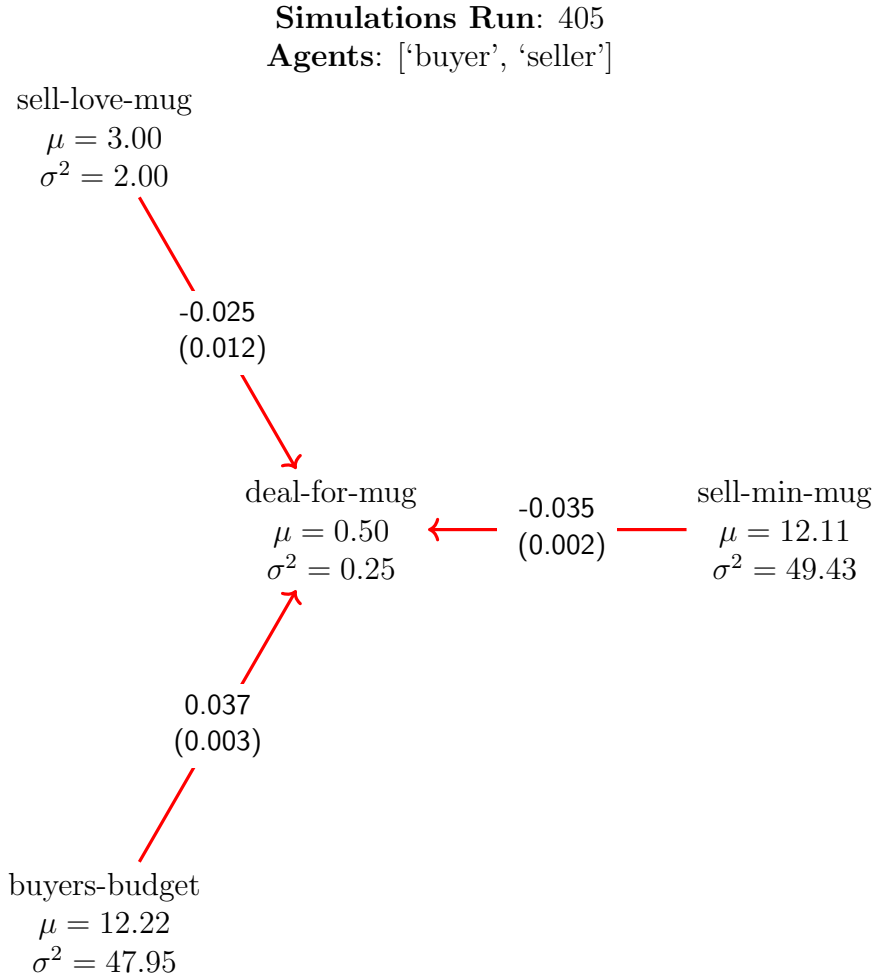 Simulations Run: 405
Agents: [‘buyer’, ‘seller’]
sell-love-mug
μ = 3.00
σ² = 2.00
-0.025
(0.012)
deal-for-mug
μ = 0.50
σ² = 0.25
-0.035
(0.002)
sell-min-mug
μ = 12.11
σ² = 49.43
0.037
(0.003)
buyers-budget
μ = 12.22
σ² = 47.95